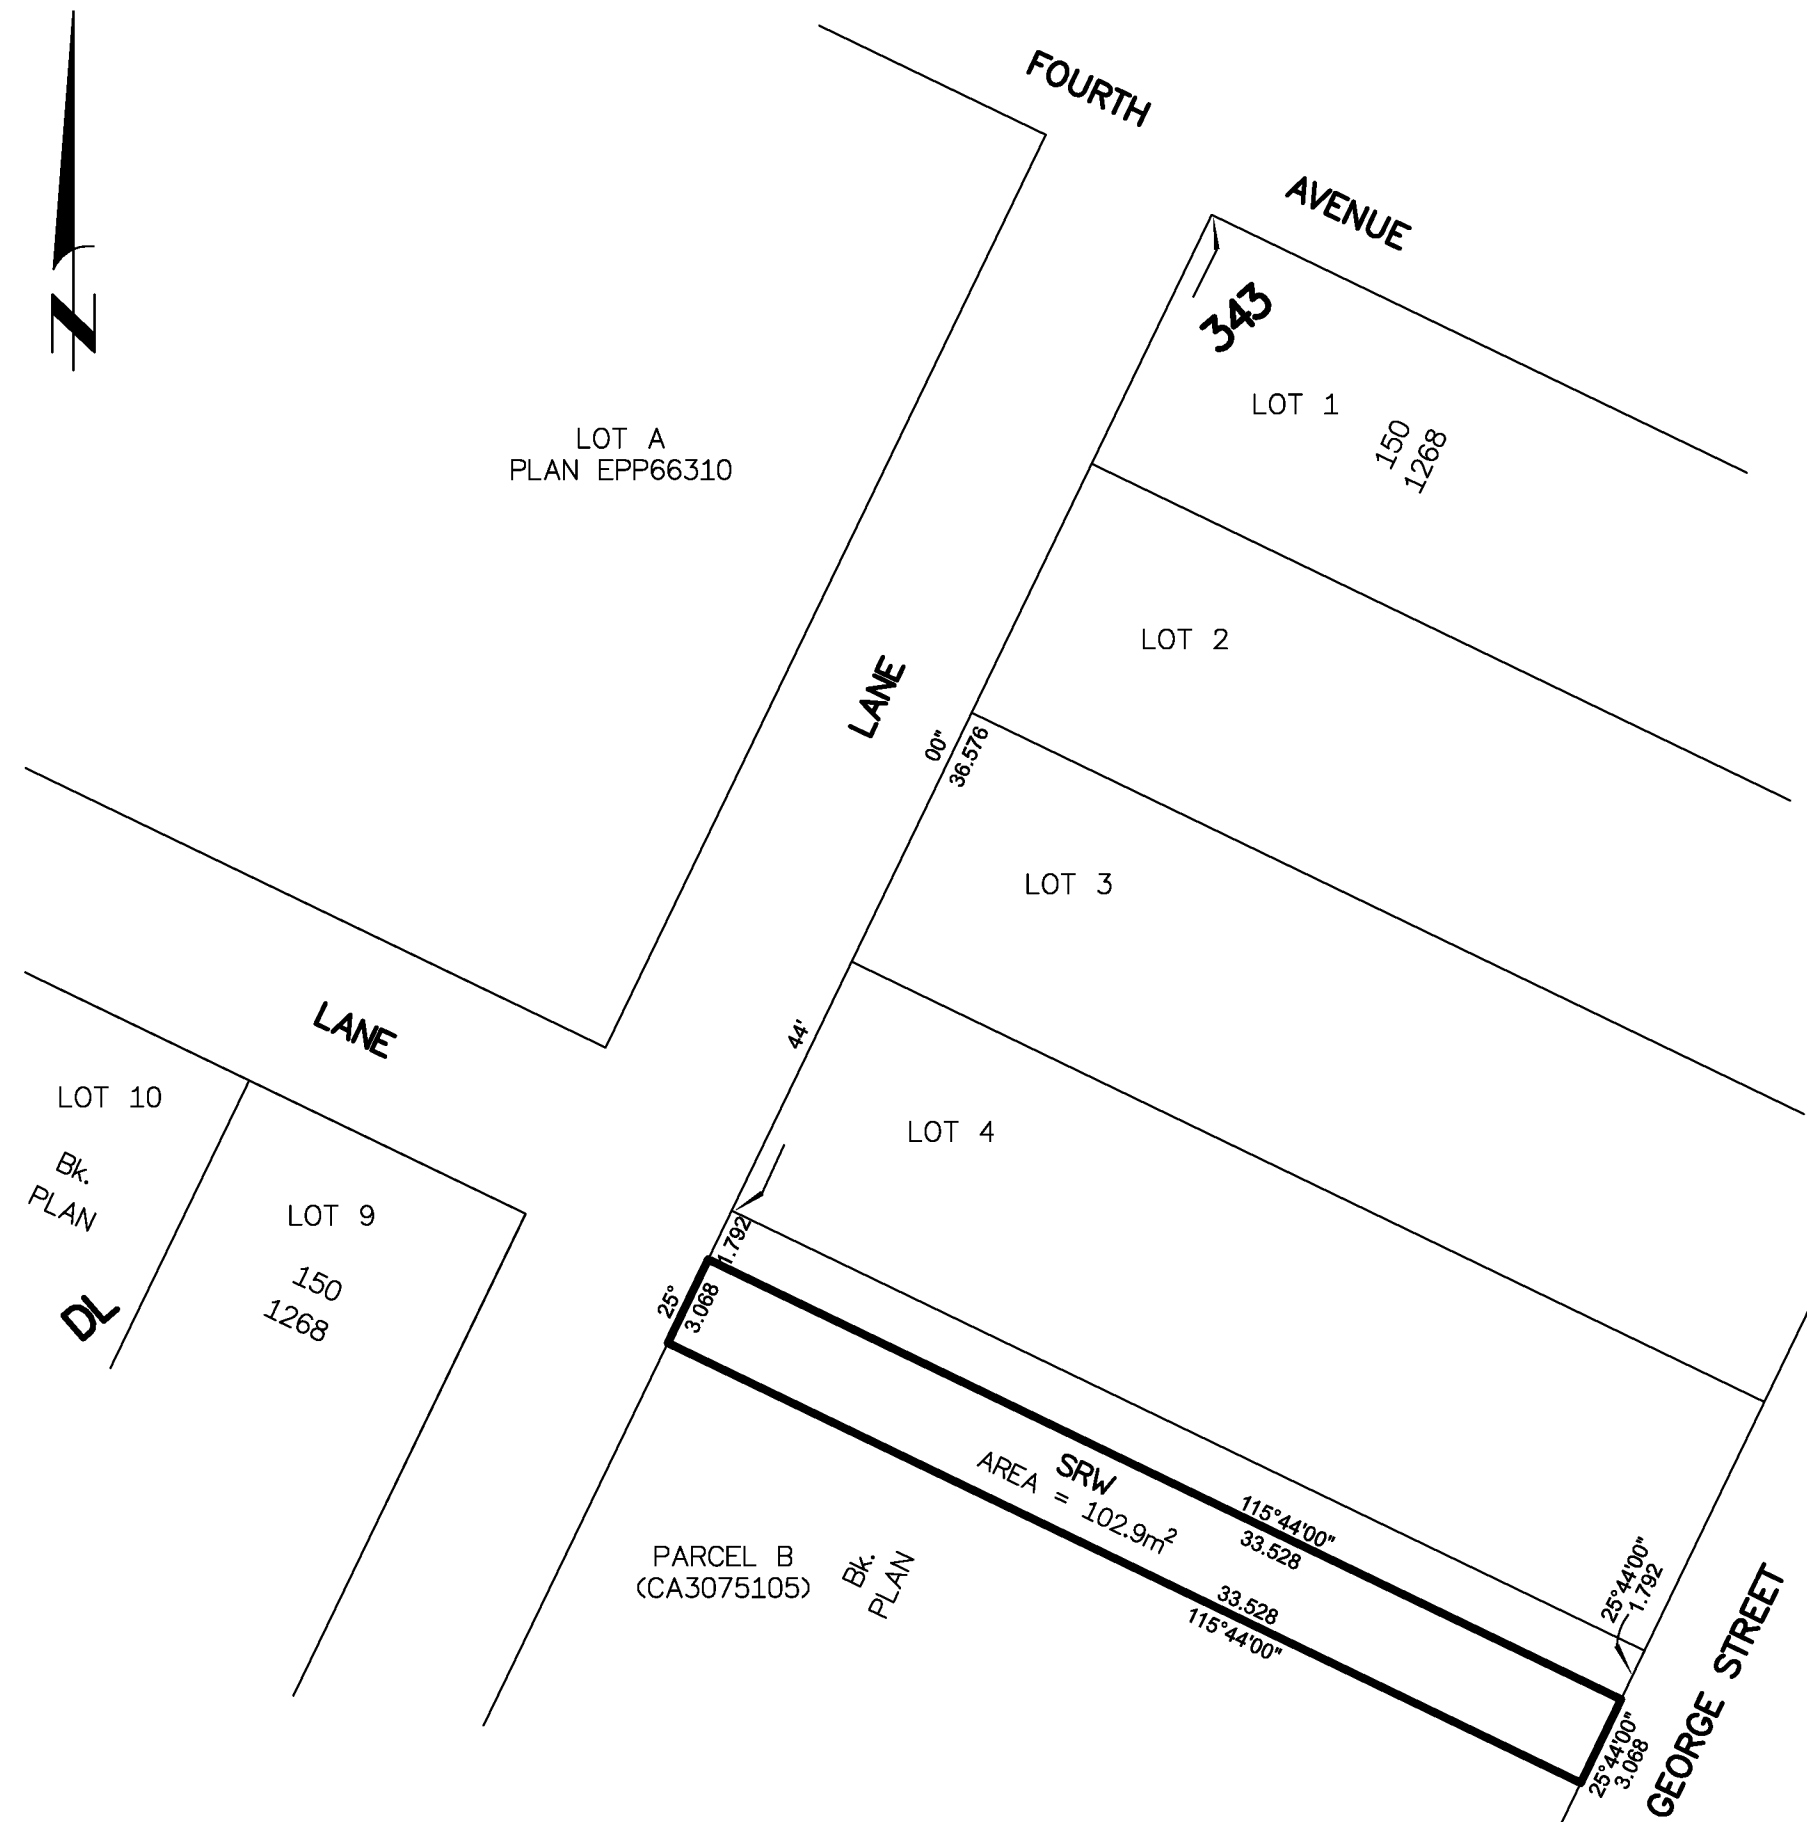 FOURTH
AVENUE
N
343
LOT 1
150
1268
LOT A
PLAN EPP66310
LOT 2
LANE
00"
36.576
LOT 3
LANE
44'
LOT 10
LOT 4
Bk.
PLAN
LOT 9
1.792
150
1268
25°
3.068
DL
SRW
AREA = 102.9m²
115°44'00"
33.528
PARCEL B
(CA3075105)
Bk.
PLAN
33.528
115°44'00"
25°44'00"
1.792
GEORGE STREET
25°44'00"
3.068